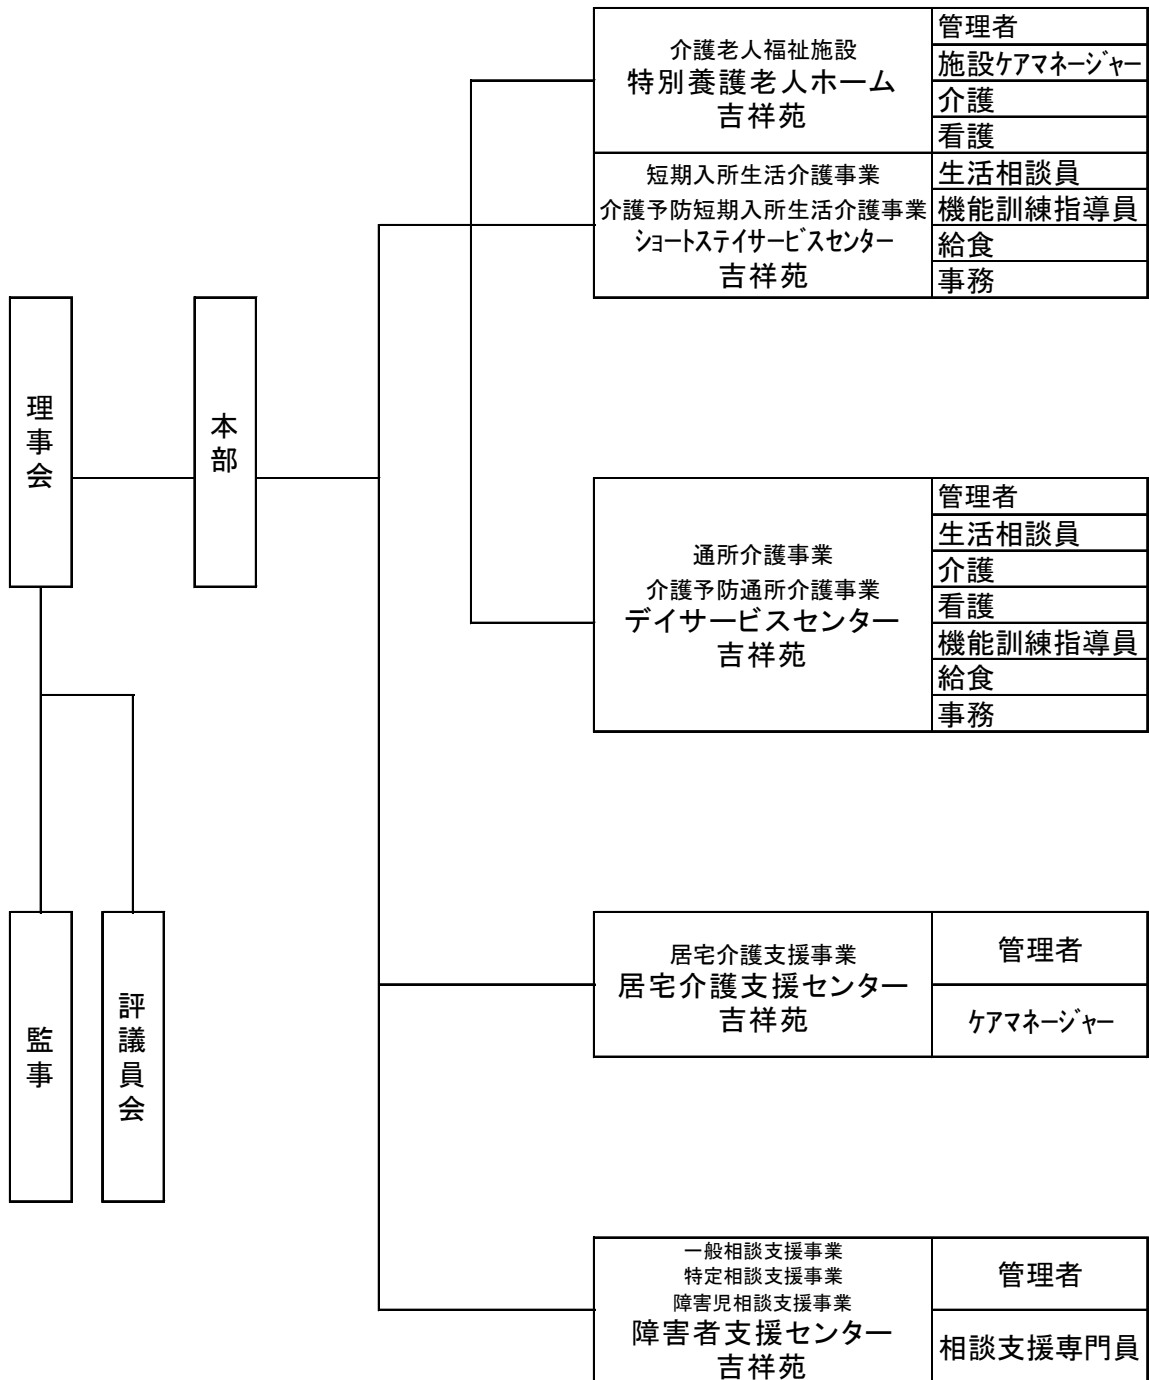 理事会
本部
監事
評議員会
介護老人福祉施設
特別養護老人ホーム
吉祥苑
短期入所生活介護事業
介護予防短期入所生活介護事業
ショートステイサービスセンター
吉祥苑
管理者
施設ケアマネージャー
介護
看護
生活相談員
機能訓練指導員
給食
事務
通所介護事業
介護予防通所介護事業
デイサービスセンター
吉祥苑
管理者
生活相談員
介護
看護
機能訓練指導員
給食
事務
居宅介護支援事業
居宅介護支援センター
吉祥苑
管理者
ケアマネージャー
一般相談支援事業
特定相談支援事業
障害児相談支援事業
障害者支援センター
吉祥苑
管理者
相談支援専門員